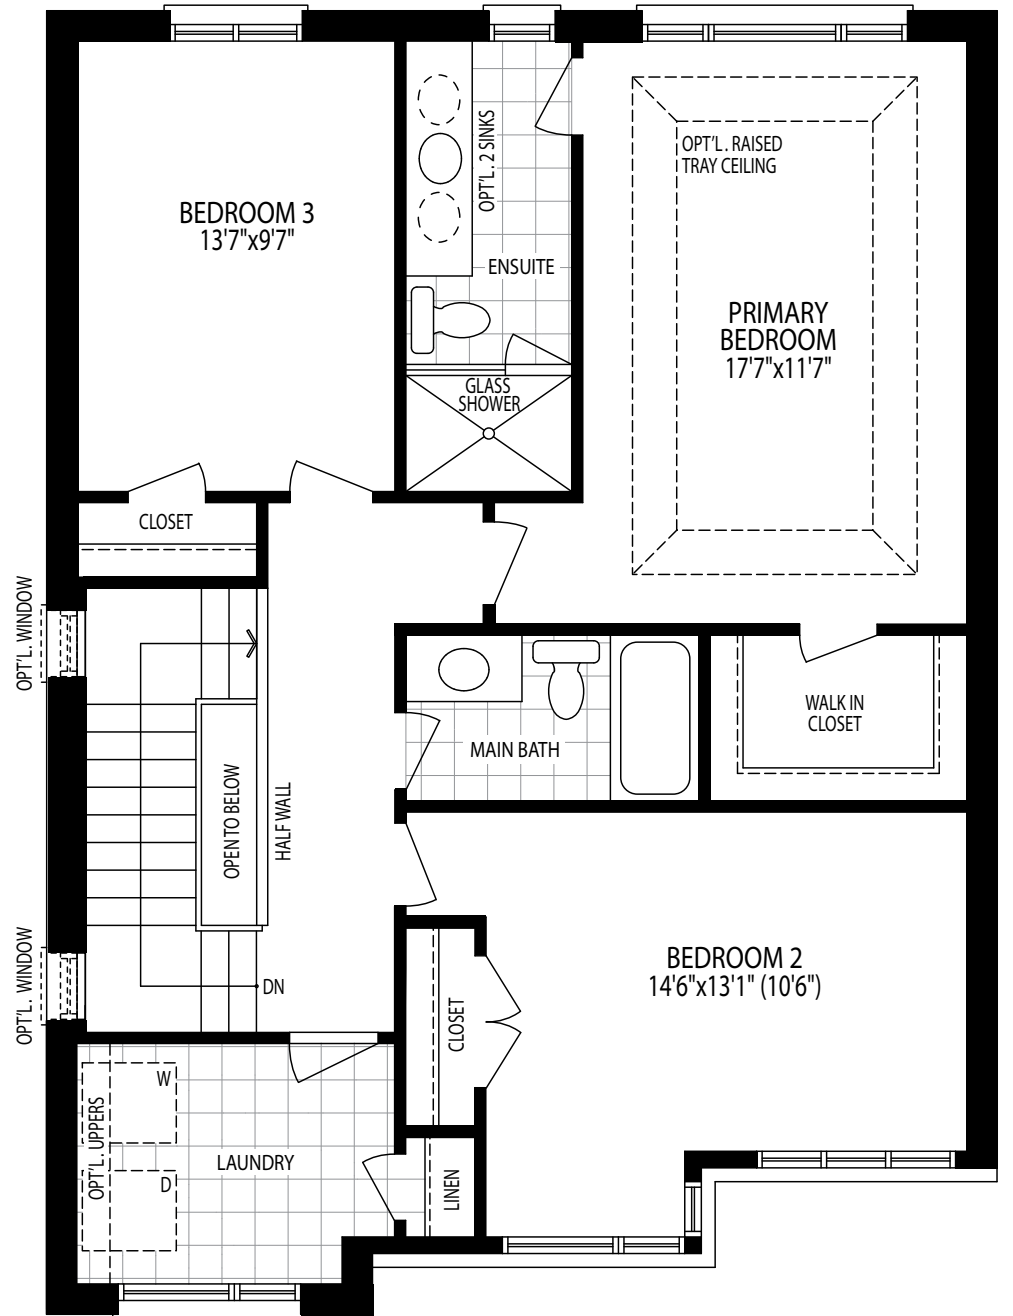 OPT'L. 2 SINKS
OPT'L. RAISED
TRAY CEILING
BEDROOM 3
13'7"x9'7"
ENSUITE
PRIMARY
BEDROOM
17'7"x11'7"
GLASS
SHOWER
CLOSET
OPT'L. WINDOW
WALK IN
CLOSET
MAIN BATH
OPEN TO BELOW
HALF WALL
OPT'L. WINDOW
DN
BEDROOM 2
14'6"x13'1" (10'6")
CLOSET
W
OPT'L. UPPERS
LAUNDRY
D
LINEN